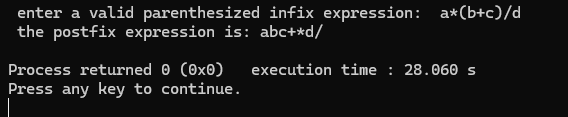 enter a valid parenthesized infix expression:  a*(b+c)/d
the postfix expression is: abc+*d/
Process returned 0 (0x0)   execution time : 28.060 s
Press any key to continue.